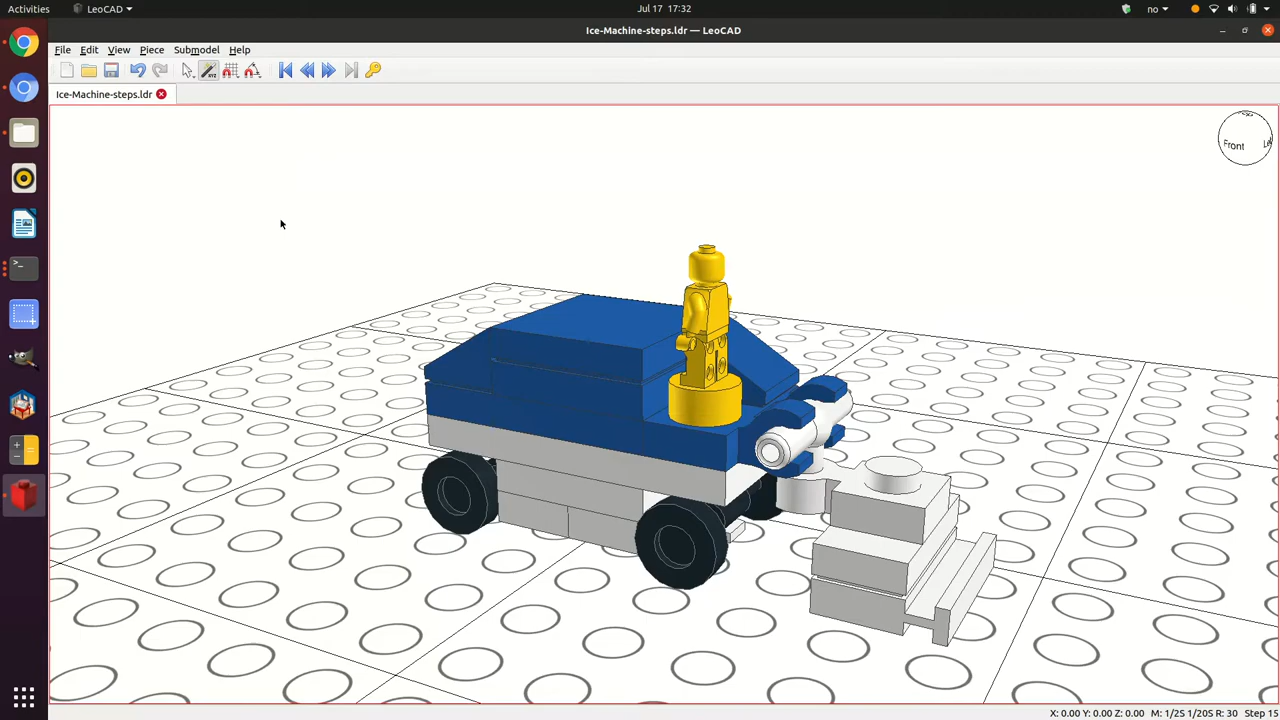 Activities LeoCAD Jul 17 17:32 no
Ice-Machine-steps.ldr — LeoCAD
File Edit View Piece Submodel Help
Ice-Machine-steps.ldr
Front
X: 0.00 Y: 0.00 Z: 0.00 M: 1/2S 1/20S R: 30 Step 15